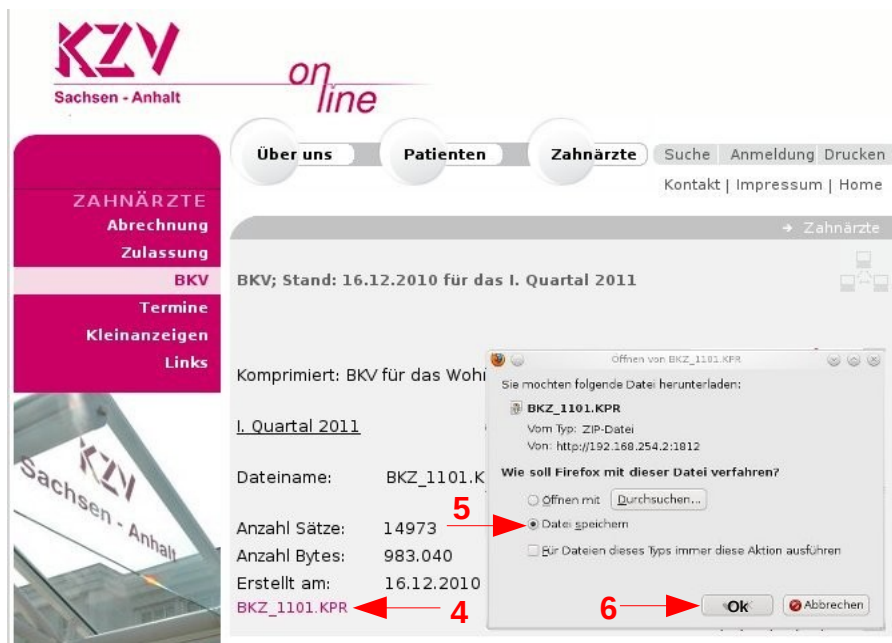 KZV
Sachsen - Anhalt
on
line
Über uns
Patienten
Zahnärzte
Suche Anmeldung Drucken
Kontakt | Impressum | Home
ZAHNÄRZTE
Abrechnung
Zulassung
BKV
Termine
Kleinanzeigen
Links
→ Zahnärzte
BKV; Stand: 16.12.2010 für das I. Quartal 2011
Komprimiert: BKV für das Wohn
I. Quartal 2011
Dateiname: BKZ_1101.K
Anzahl Sätze: 14973
Anzahl Bytes: 983.040
Erstellt am: 16.12.2010
BKZ_1101.KPR
4
Öffnen von BKZ_1101.KPR
Sie möchten folgende Datei herunterladen:
BKZ_1101.KPR
Vom Typ: ZIP-Datei
Von: http://192.168.254.2:1812
Wie soll Firefox mit dieser Datei verfahren?
Öffnen mit Durchsuchen...
5
Datei speichern
Für Dateien dieses Typs immer diese Aktion ausführen
6
Ok
Abbrechen
KZV
Sachsen - Anhalt